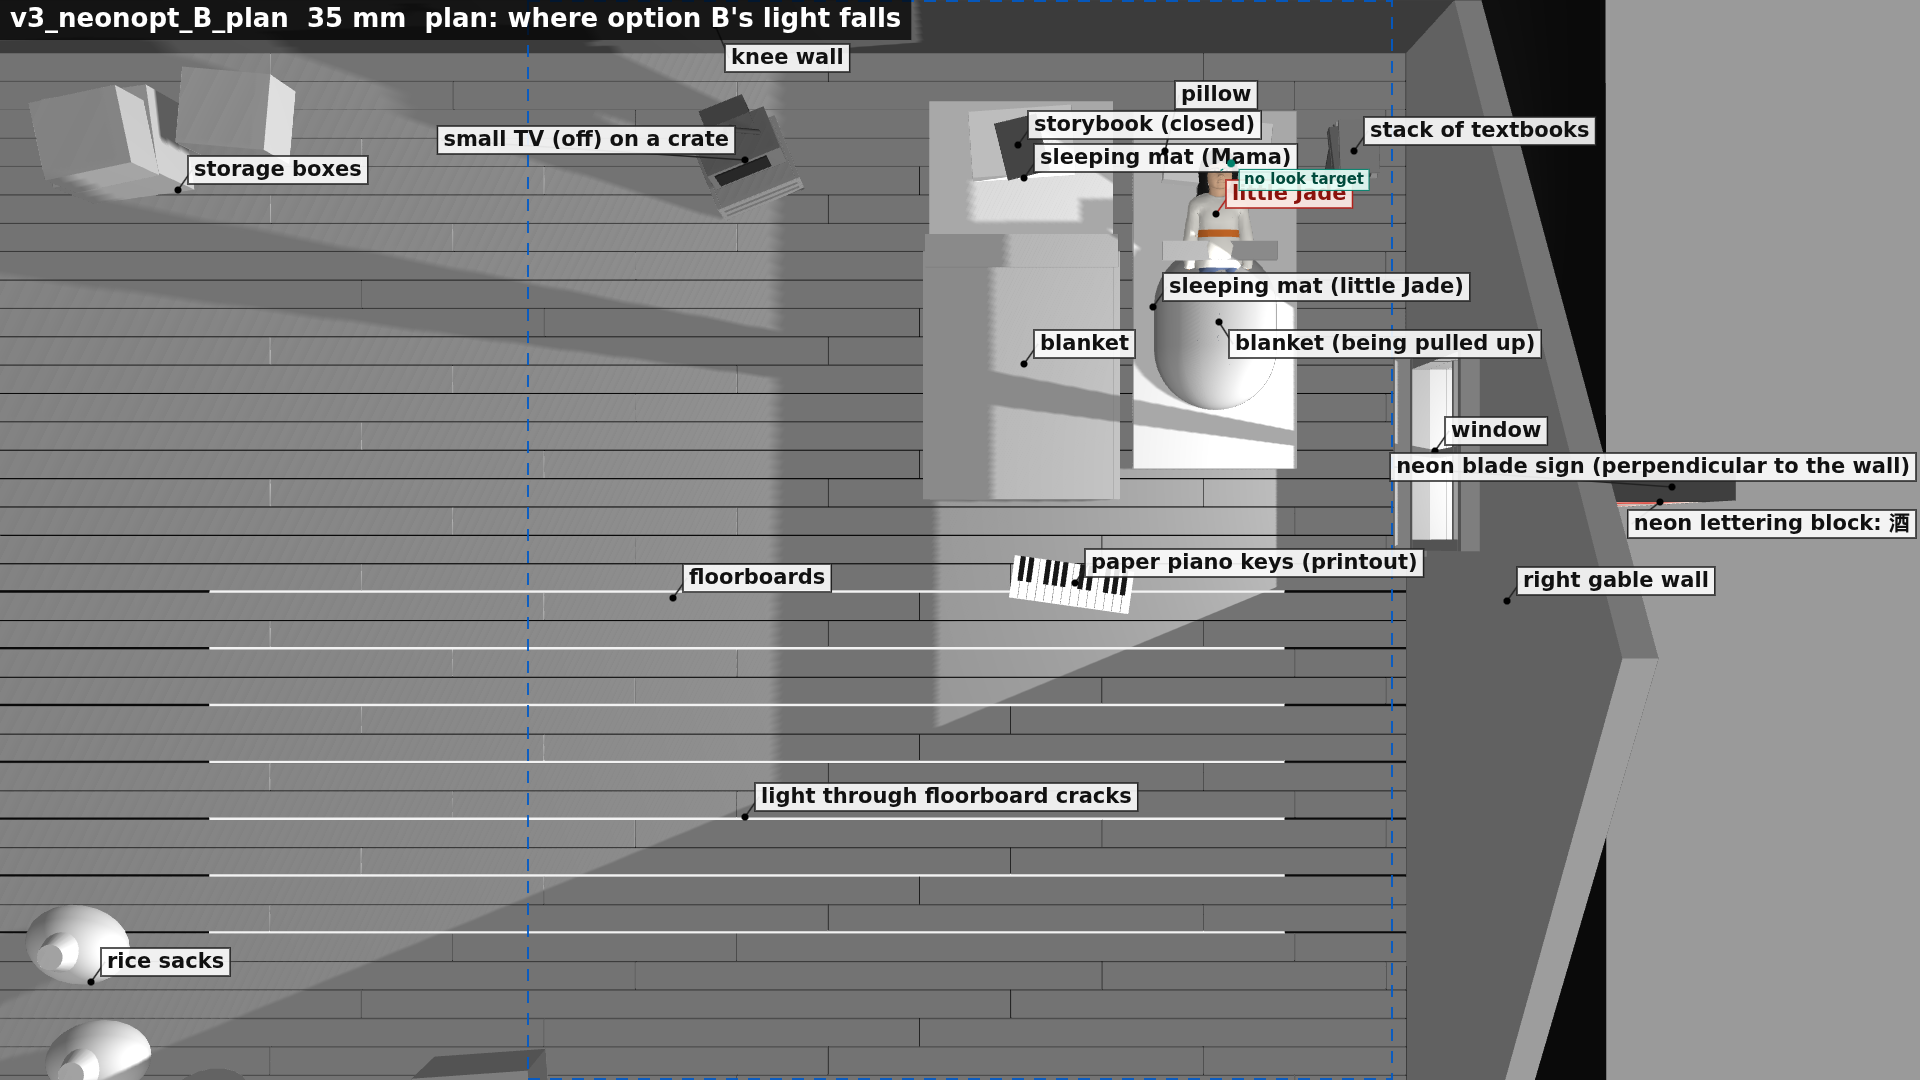 v3_neonopt_B_plan 35 mm plan: where option B's light falls
knee wall
pillow
storybook (closed)
stack of textbooks
small TV (off) on a crate
sleeping mat (Mama)
storage boxes
no look target
little Jade
sleeping mat (little Jade)
blanket
blanket (being pulled up)
window
neon blade sign (perpendicular to the wall)
neon lettering block: 酒
paper piano keys (printout)
floorboards
right gable wall
light through floorboard cracks
rice sacks